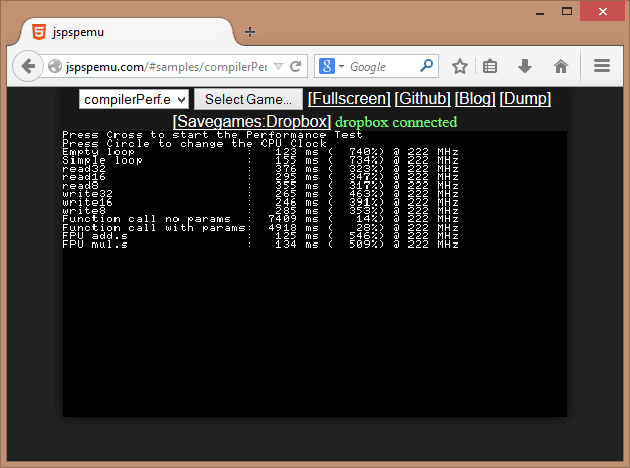 jspspemu
jspspemu.com/#samples/compilerPer
Google
compilerPerf.e
Select Game...
[Fullscreen] [Github] [Blog] [Dump]
[Savegames:Dropbox] dropbox connected
Press Cross to start the Performance Test
Press Circle to change the CPU Clock
Empty loop : 123 ms ( 740%) @ 222 MHz
Simple loop : 155 ms ( 734%) @ 222 MHz
read32 : 376 ms ( 323%) @ 222 MHz
read16 : 295 ms ( 347%) @ 222 MHz
read8 : 355 ms ( 317%) @ 222 MHz
write32 : 265 ms ( 463%) @ 222 MHz
write16 : 246 ms ( 391%) @ 222 MHz
write8 : 285 ms ( 353%) @ 222 MHz
Function call no params : 7409 ms ( 14%) @ 222 MHz
Function call with params: 4918 ms ( 28%) @ 222 MHz
FPU add.s : 125 ms ( 546%) @ 222 MHz
FPU mul.s : 134 ms ( 509%) @ 222 MHz